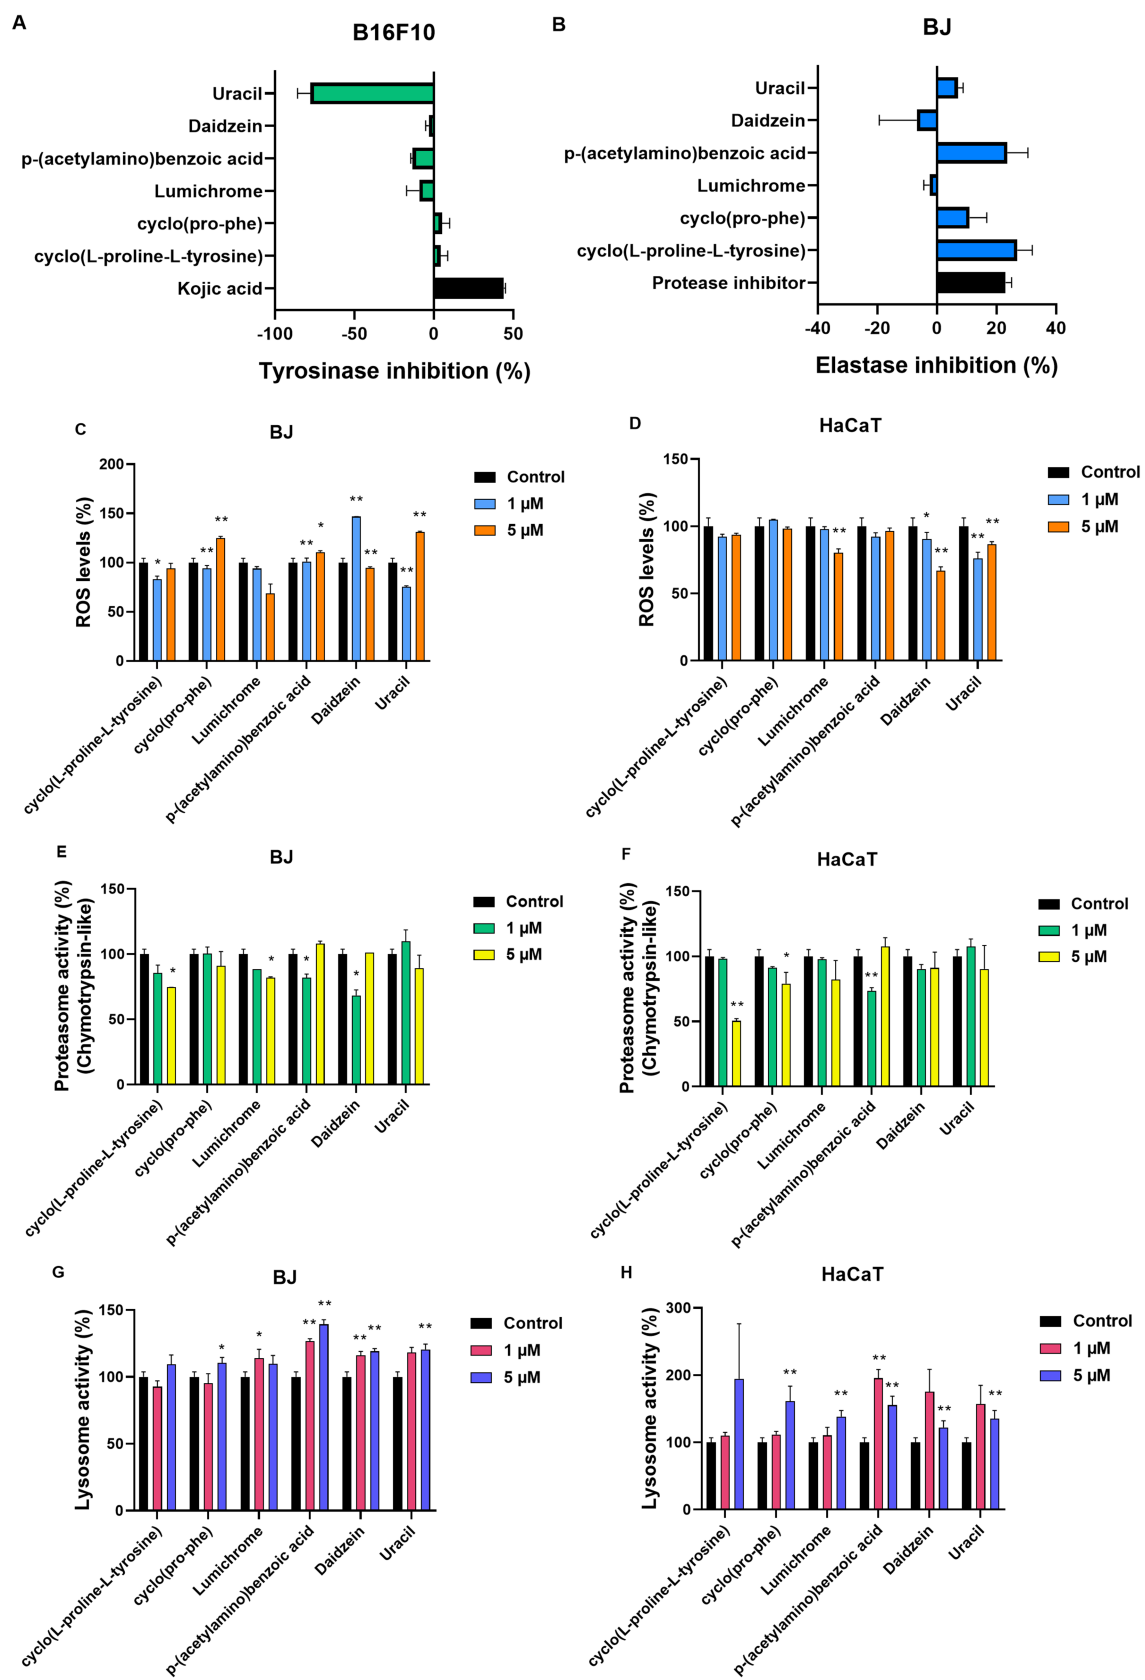 A
B16F10
Uracil
Daidzein
p-(acetylamino)benzoic acid
Lumichrome
cyclo(pro-phe)
cyclo(L-proline-L-tyrosine)
Kojic acid
-100 -50 0 50
Tyrosinase inhibition (%)
B
BJ
Uracil
Daidzein
p-(acetylamino)benzoic acid
Lumichrome
cyclo(pro-phe)
cyclo(L-proline-L-tyrosine)
Protease inhibitor
-40 -20 0 20 40
Elastase inhibition (%)
C
BJ
ROS levels (%)
200
150
100
50
0
* ** ** ** * ** ** ** **
Control
1 µM
5 µM
cyclo(L-proline-L-tyrosine)
cyclo(pro-phe)
Lumichrome
p-(acetylamino)benzoic acid
Daidzein
Uracil
D
HaCaT
ROS levels (%)
150
100
50
0
** * ** ** **
Control
1 µM
5 µM
cyclo(L-proline-L-tyrosine)
cyclo(pro-phe)
Lumichrome
p-(acetylamino)benzoic acid
Daidzein
Uracil
E
BJ
Proteasome activity (%)
(Chymotrypsin-like)
150
100
50
0
* * * *
Control
1 µM
5 µM
cyclo(L-proline-L-tyrosine)
cyclo(pro-phe)
Lumichrome
p-(acetylamino)benzoic acid
Daidzein
Uracil
F
HaCaT
Proteasome activity (%)
(Chymotrypsin-like)
150
100
50
0
** * **
Control
1 µM
5 µM
cyclo(L-proline-L-tyrosine)
cyclo(pro-phe)
Lumichrome
p-(acetylamino)benzoic acid
Daidzein
Uracil
G
BJ
Lysosome activity (%)
150
100
50
0
* * ** ** ** ** **
Control
1 µM
5 µM
cyclo(L-proline-L-tyrosine)
cyclo(pro-phe)
Lumichrome
p-(acetylamino)benzoic acid
Daidzein
Uracil
H
HaCaT
Lysosome activity (%)
300
200
100
0
** ** ** ** ** **
Control
1 µM
5 µM
cyclo(L-proline-L-tyrosine)
cyclo(pro-phe)
Lumichrome
p-(acetylamino)benzoic acid
Daidzein
Uracil